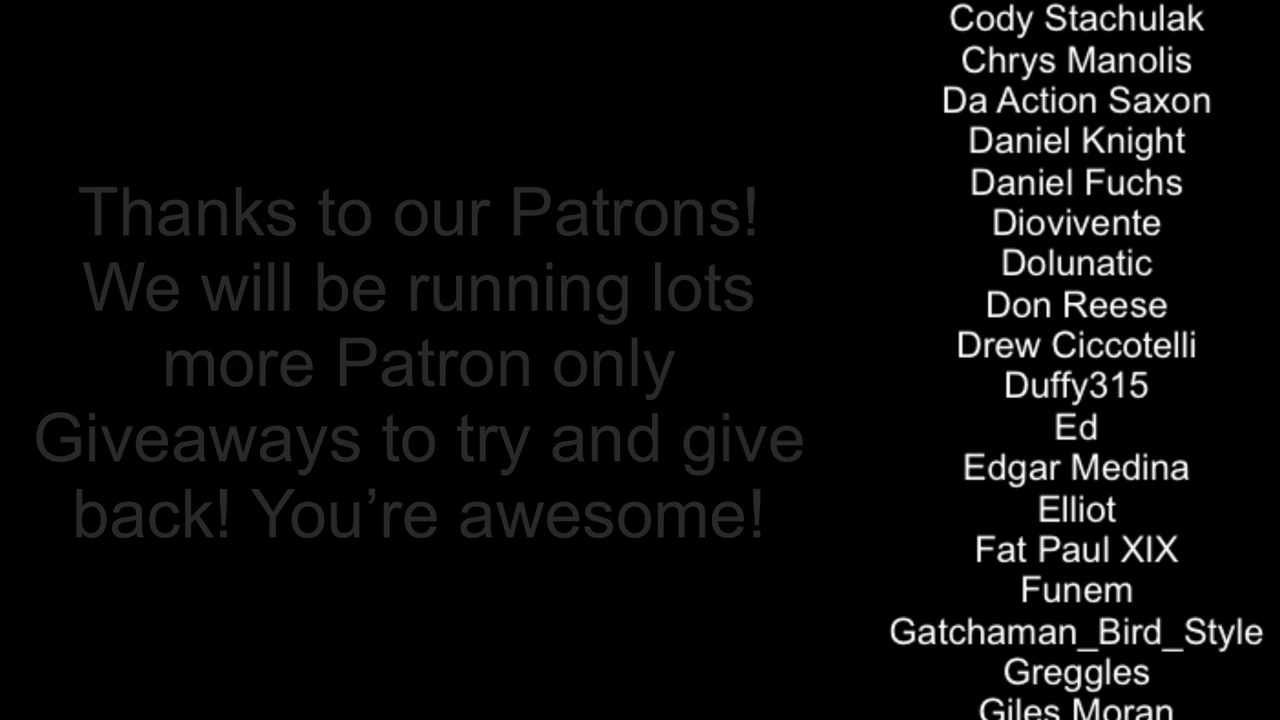 Thanks to our Patrons!
We will be running lots
more Patron only
Giveaways to try and give
back! You’re awesome!
Cody Stachulak
Chrys Manolis
Da Action Saxon
Daniel Knight
Daniel Fuchs
Diovivente
Dolunatic
Don Reese
Drew Ciccotelli
Duffy315
Ed
Edgar Medina
Elliot
Fat Paul XIX
Funem
Gatchaman_Bird_Style
Greggles
Giles Moran